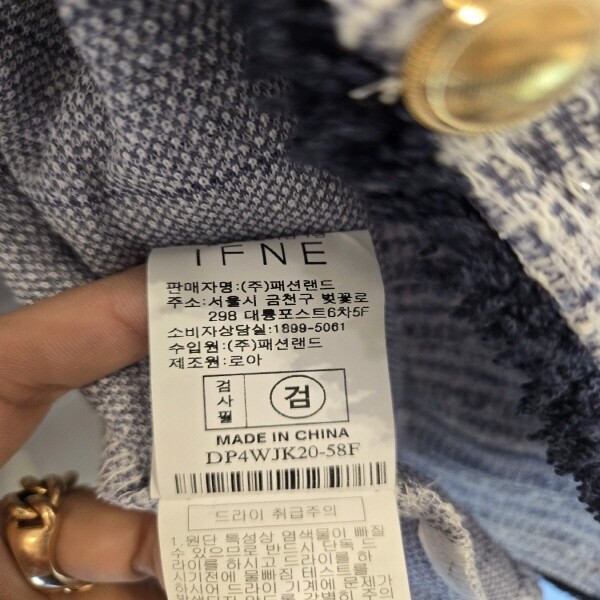 IFNE
판매자명:(주)패션랜드
주소:서울시 금천구 벚꽃로
298 대륭포스트6차5F
소비자상담실:1899-5061
수입원:(주)패션랜드
제조원:로아
검사필
검
MADE IN CHINA
DP4WJK20-58F
드라이 취급주의
1.원단 특성상 염색물이 빠질
수 있으므로 반드시 단독 드
라이를 하시고 드라이를 하
시기전에 물빠짐 테스트를
하시어 드라이 기계에 문제가